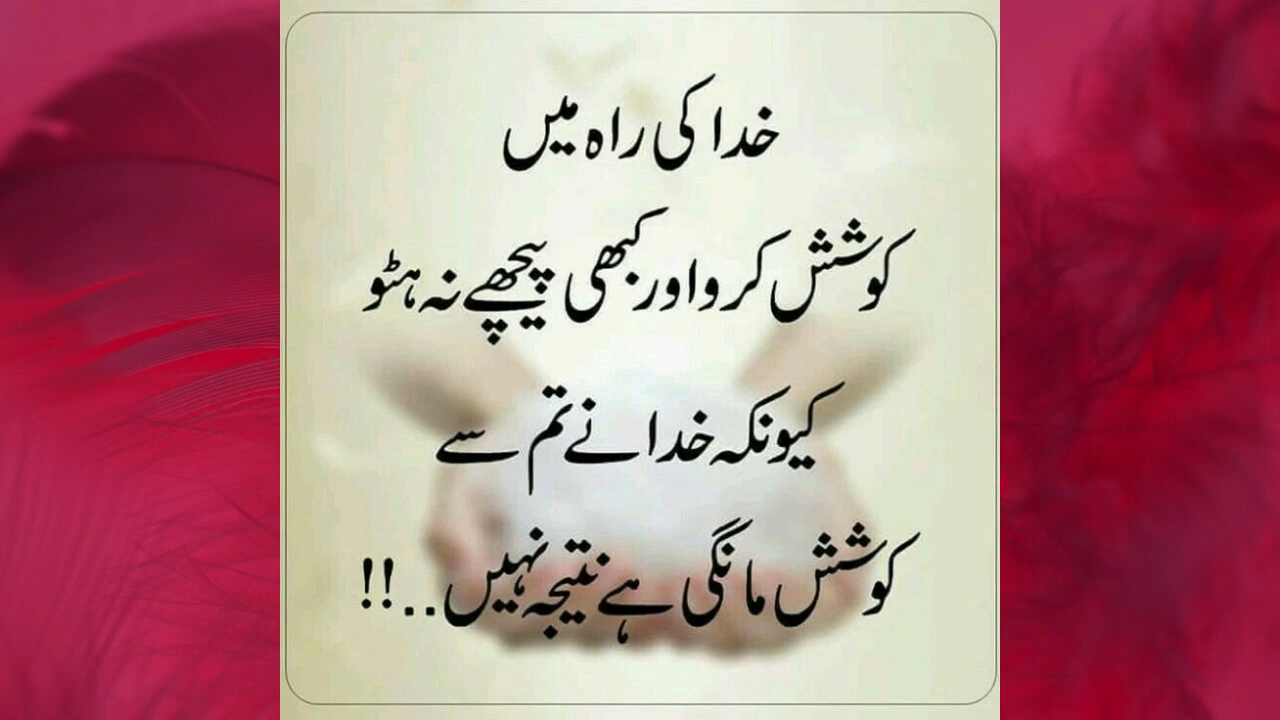 خدا کی راہ میں
کوشش کرو اور کبھی پیچھے نہ ہٹو
کیونکہ خدا نے تم سے
کوشش مانگی ہے نتیجہ نہیں..!!